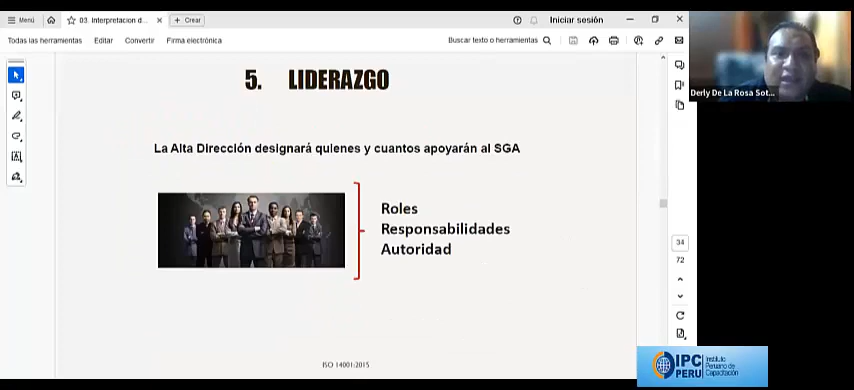 Menú
03. Interpretacion d...
Crear
Iniciar sesión
Todas las herramientas
Editar
Convertir
Firma electrónica
Buscar texto o herramientas
5. LIDERAZGO
La Alta Dirección designará quienes y cuantos apoyarán al SGA
Roles
Responsabilidades
Autoridad
ISO 14001:2015
34
72
Derly De La Rosa Sot...
IPC PERU
Instituto
Peruano de
Capacitación